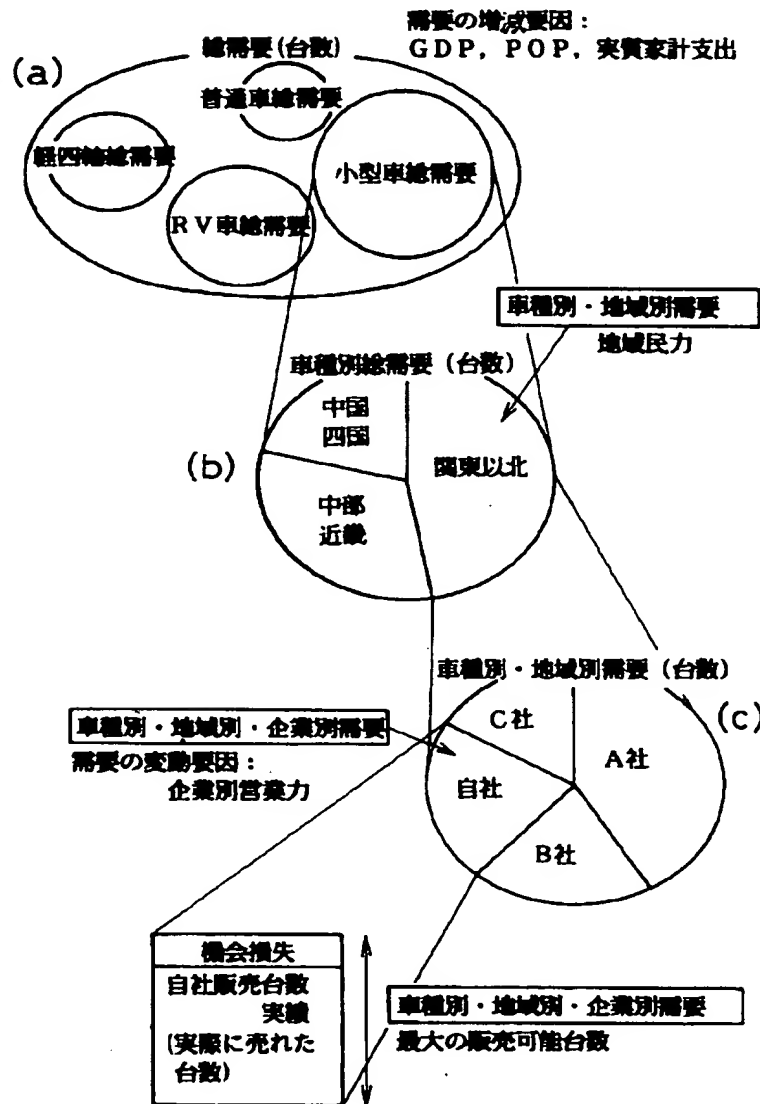 需要の増減要因：
総需要(台数)
GDP，POP，実質家計支出
(a)
普通車総需要
軽四輪総需要
小型車総需要
RV車総需要
車種別・地域別需要
地域民力
車種別総需要（台数）
中国
四国
(b)
関東以北
中部
近畿
車種別・地域別需要（台数）
(c)
C社
車種別・地域別・企業別需要
A社
需要の変動要因：
自社
企業別営業力
B社
機会損失
自社販売台数
実績
車種別・地域別・企業別需要
(実際に売れた
最大の販売可能台数
台数)